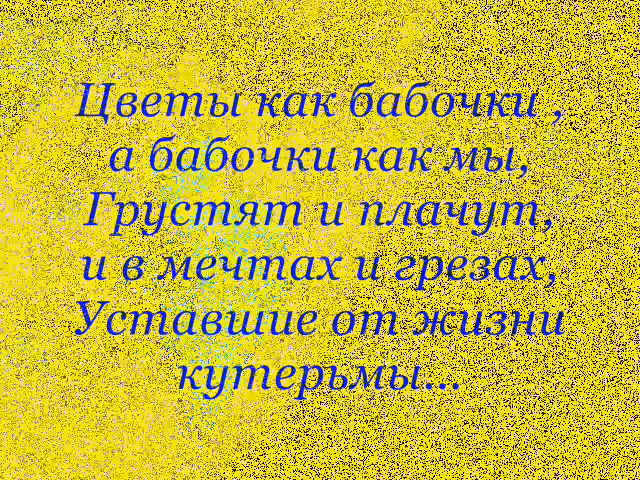 Цветы как бабочки ,
а бабочки как мы,
Грустят и плачут,
и в мечтах и грезах,
Уставшие от жизни
кутерьмы...